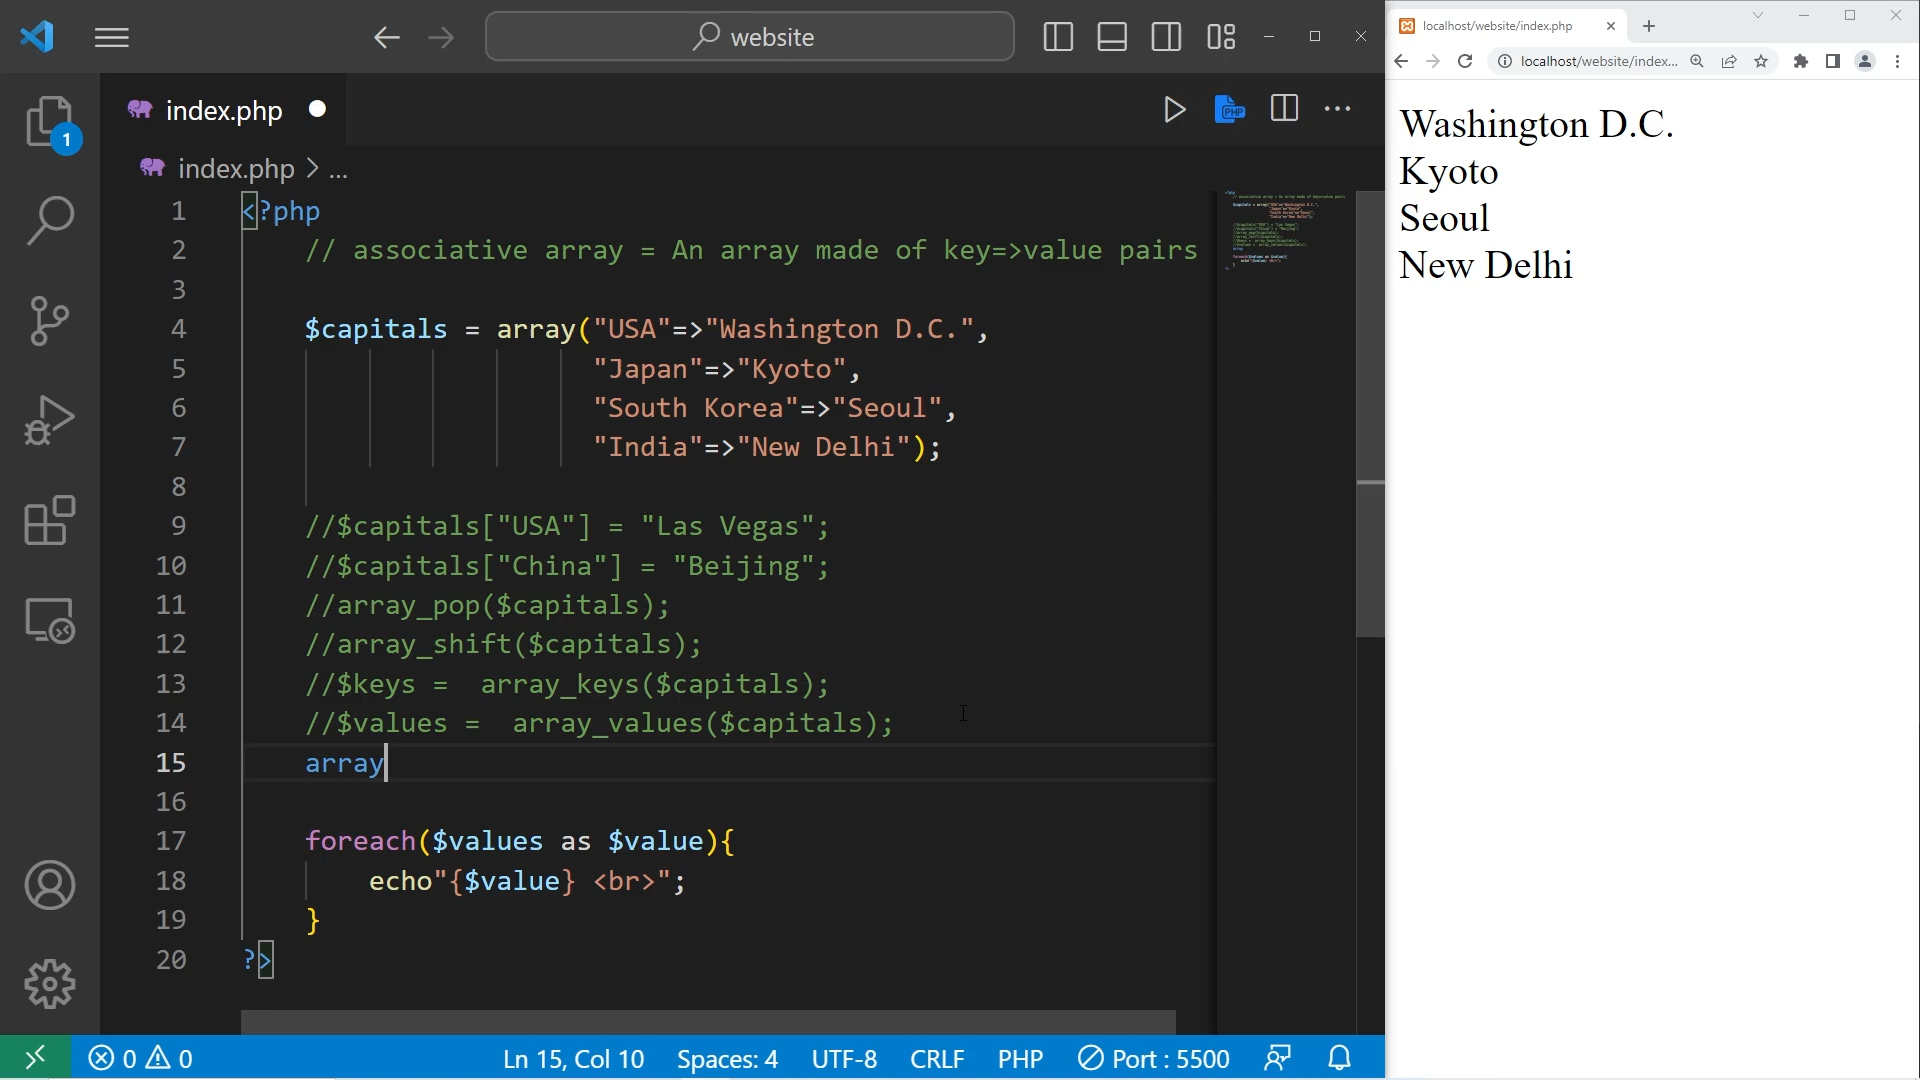 website
index.php
index.php > ...
1 <?php
2 // associative array = An array made of key=>value pairs
3
4 $capitals = array("USA"=>"Washington D.C.",
5 "Japan"=>"Kyoto",
6 "South Korea"=>"Seoul",
7 "India"=>"New Delhi");
8
9 //$capitals["USA"] = "Las Vegas";
10 //$capitals["China"] = "Beijing";
11 //array_pop($capitals);
12 //array_shift($capitals);
13 //$keys =  array_keys($capitals);
14 //$values =  array_values($capitals);
15 array
16
17 foreach($values as $value){
18 echo"{$value} <br>";
19 }
20 ?>
1
PHP
0 0
Ln 15, Col 10 Spaces: 4 UTF-8 CRLF PHP Port : 5500
localhost/website/index.php
localhost/website/index...
Washington D.C.
Kyoto
Seoul
New Delhi